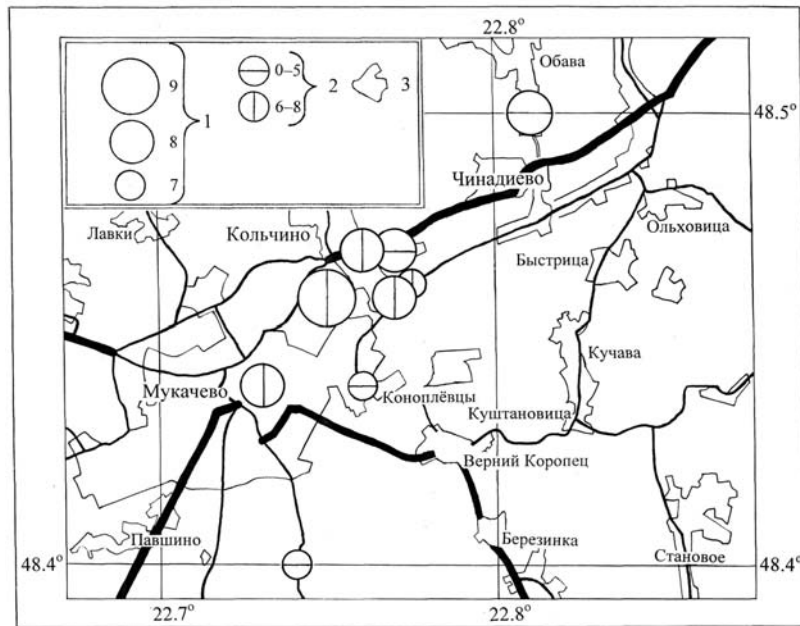 22.8°
9
8
7
1
0–5
6–8
2
3
Обава
48.5°
Чинадиево
Лавки
Кольчино
Ольховица
Быстрица
Кучава
Мукачево
Коноплёвцы
Куштановица
Верний Коропец
Павшино
Березинка
Становое
48.4°
48.4°
22.7°
22.8°